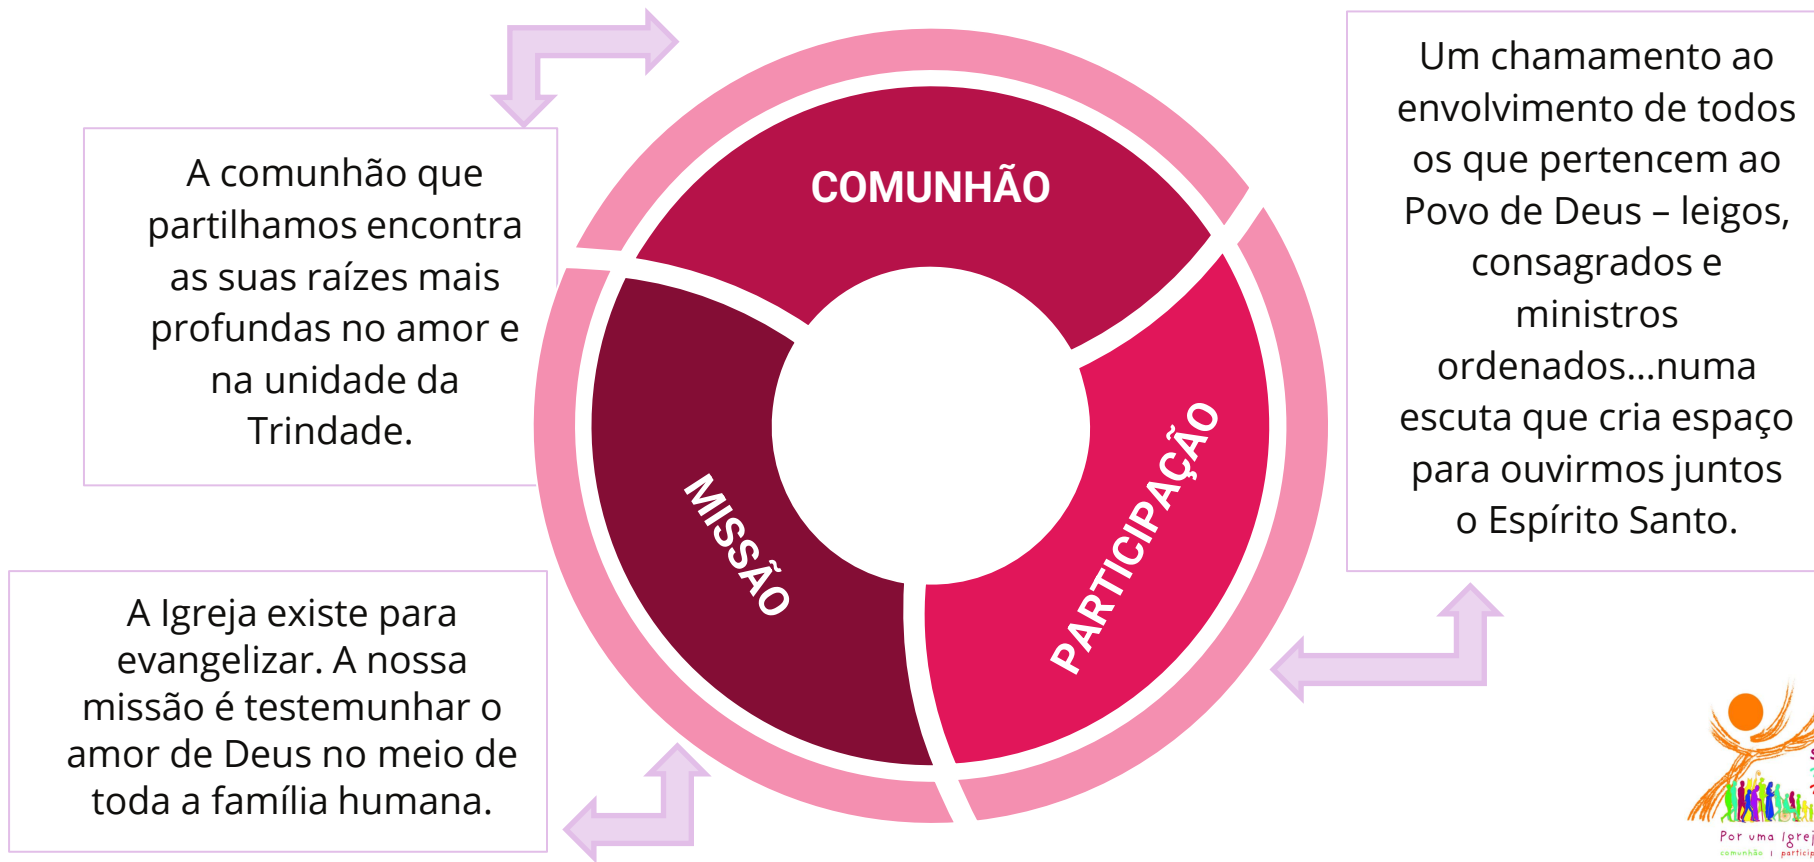 COMUNHÃO
A comunhão que
partilhamos encontra
as suas raízes mais
profundas no amor e
na unidade da
Trindade.
PARTICIPAÇÃO
Um chamamento ao
envolvimento de todos
os que pertencem ao
Povo de Deus – leigos,
consagrados e
ministros
ordenados...numa
escuta que cria espaço
para ouvirmos juntos
o Espírito Santo.
MISSÃO
A Igreja existe para
evangelizar. A nossa
missão é testemunhar o
amor de Deus no meio de
toda a família humana.
Por uma Igrej
comunhão | particip